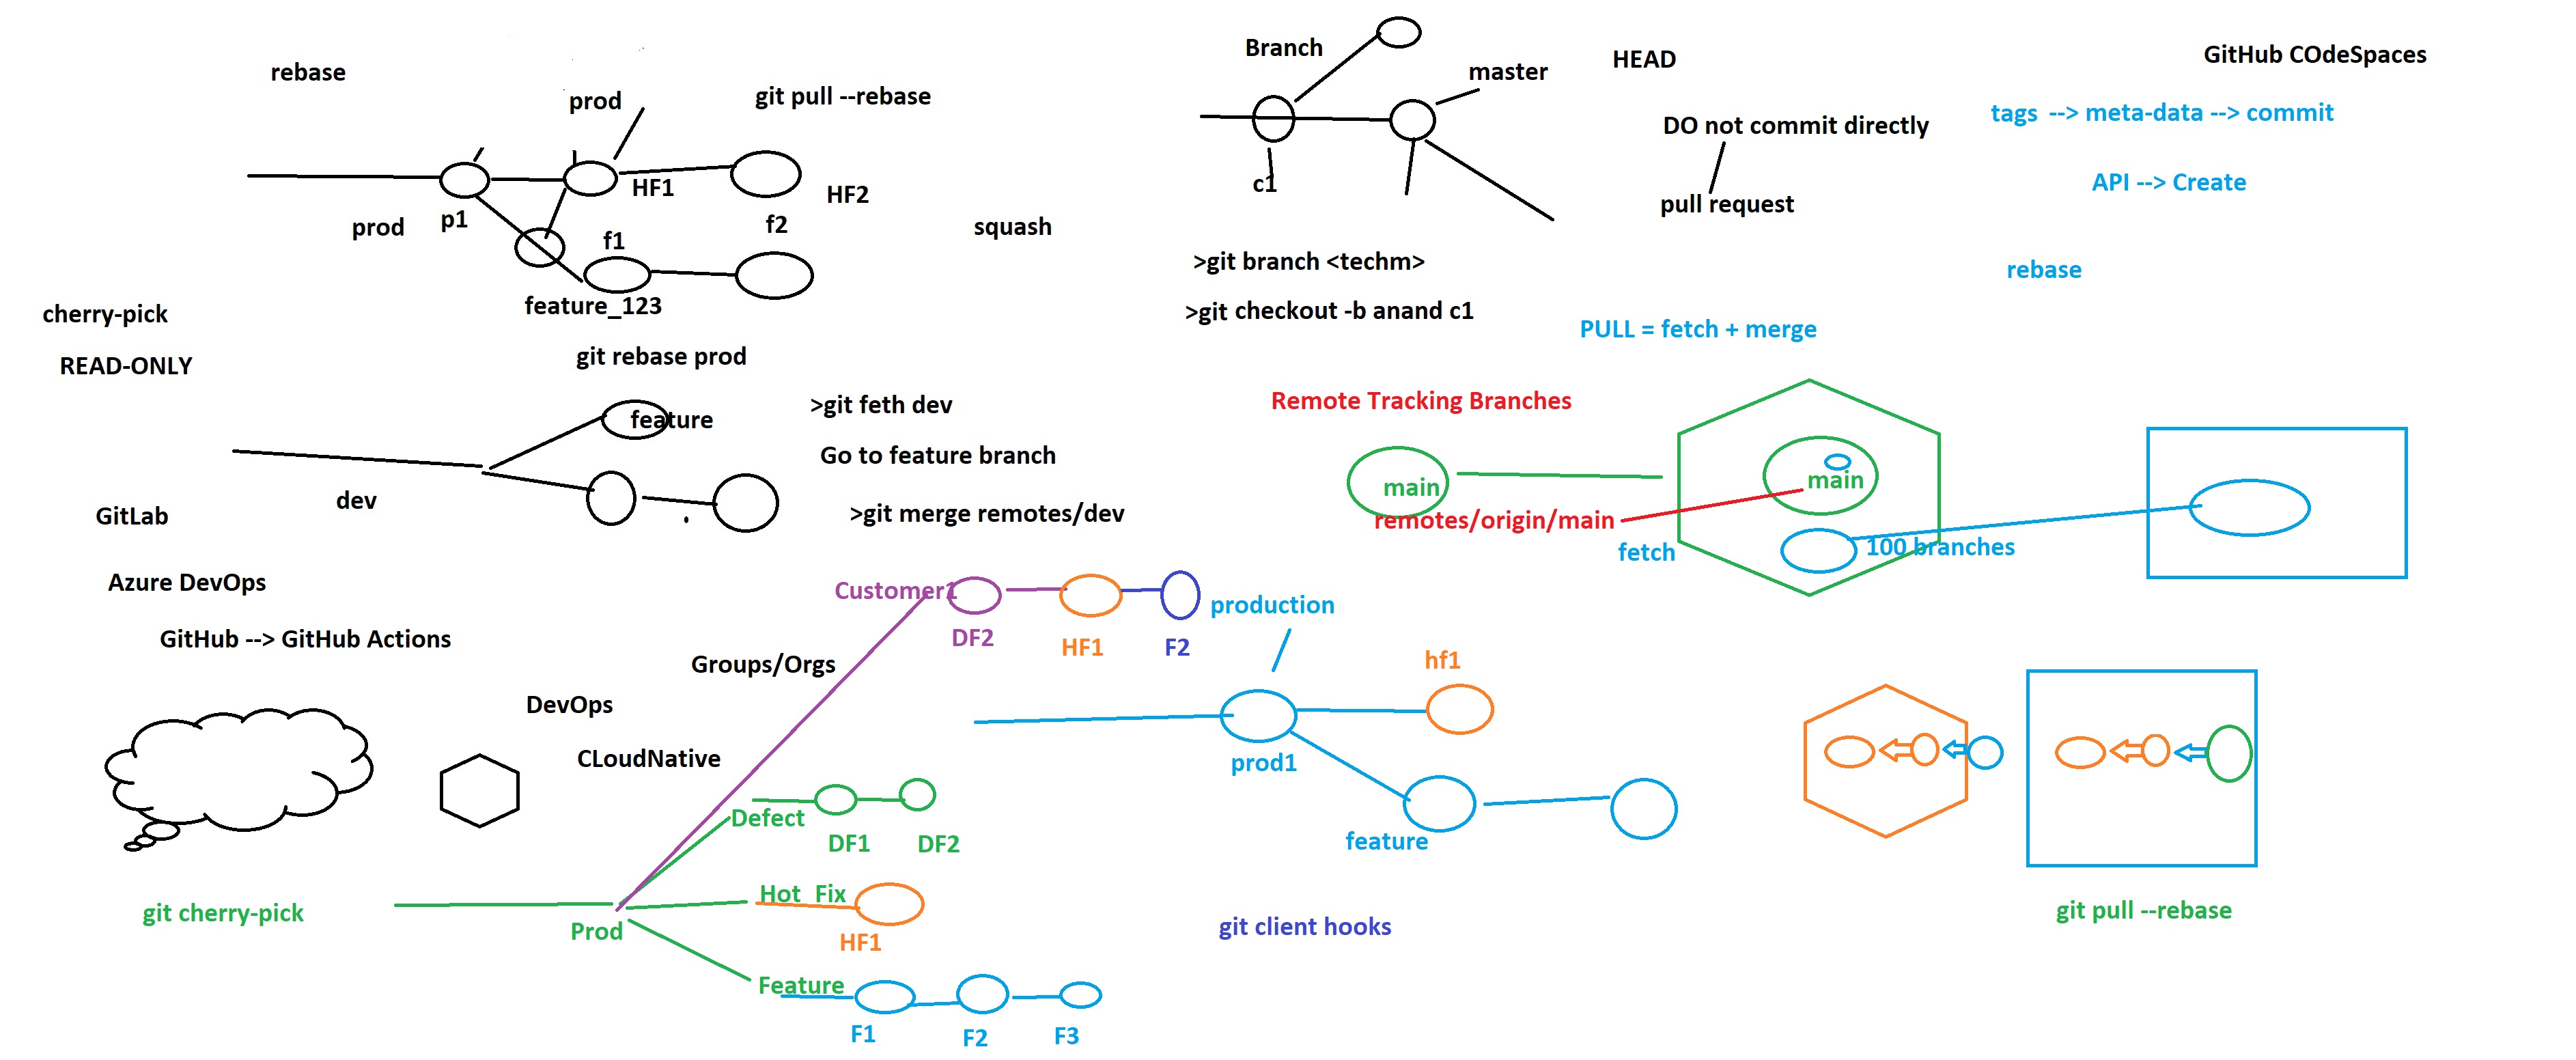 rebase
prod
git pull --rebase
HF1
HF2
prod
p1
f1
f2
feature_123
squash
cherry-pick
READ-ONLY
git rebase prod
feature
dev
>git feth dev
Go to feature branch
>git merge remotes/dev
GitLab
Azure DevOps
GitHub --> GitHub Actions
Groups/Orgs
DevOps
CLoudNative
Branch
master
c1
HEAD
DO not commit directly
pull request
>git branch <techm>
>git checkout -b anand c1
GitHub COdeSpaces
tags --> meta-data --> commit
API --> Create
rebase
PULL = fetch + merge
Remote Tracking Branches
main
main
remotes/origin/main
fetch
100 branches
Customer1
DF2
HF1
F2
production
hf1
prod1
feature
Defect
DF1
DF2
git cherry-pick
Prod
Hot_Fix
HF1
Feature
F1
F2
F3
git client hooks
git pull --rebase